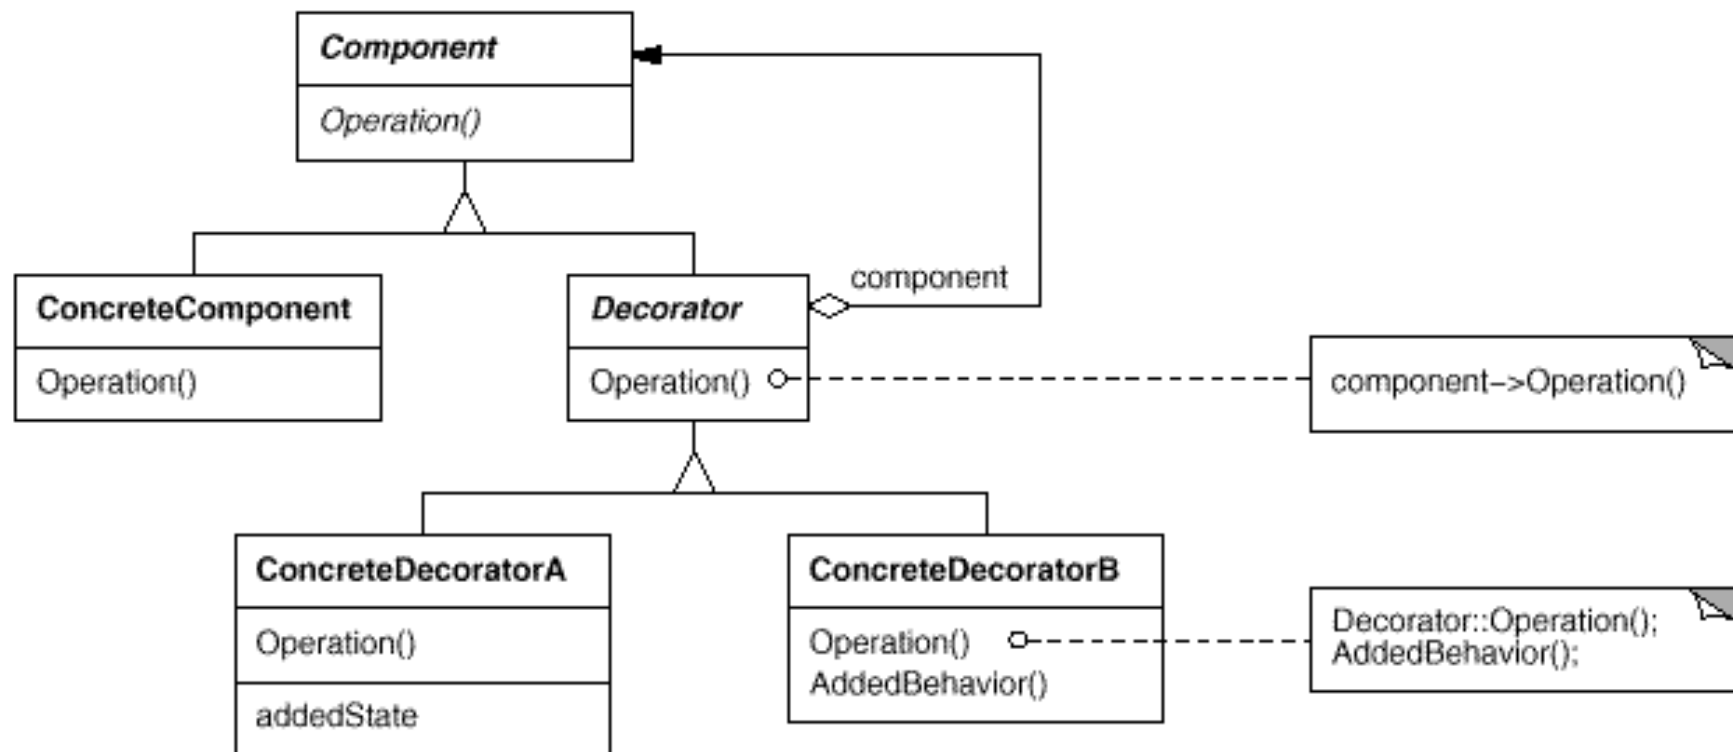 Component
Operation()
ConcreteComponent
Operation()
Decorator
Operation()
component
component–>Operation()
ConcreteDecoratorA
Operation()
addedState
ConcreteDecoratorB
Operation()
AddedBehavior()
Decorator::Operation();
AddedBehavior();